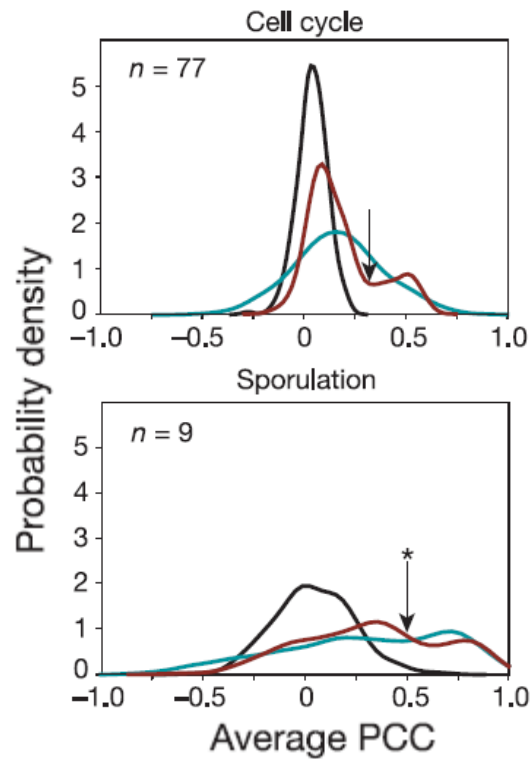 Cell cycle
n = 77
5
4
3
2
1
0
−1.0 −0.5 0 0.5 1.0
Sporulation
n = 9
*
5
4
3
2
1
0
−1.0 −0.5 0 0.5 1.0
Probability density
Average PCC